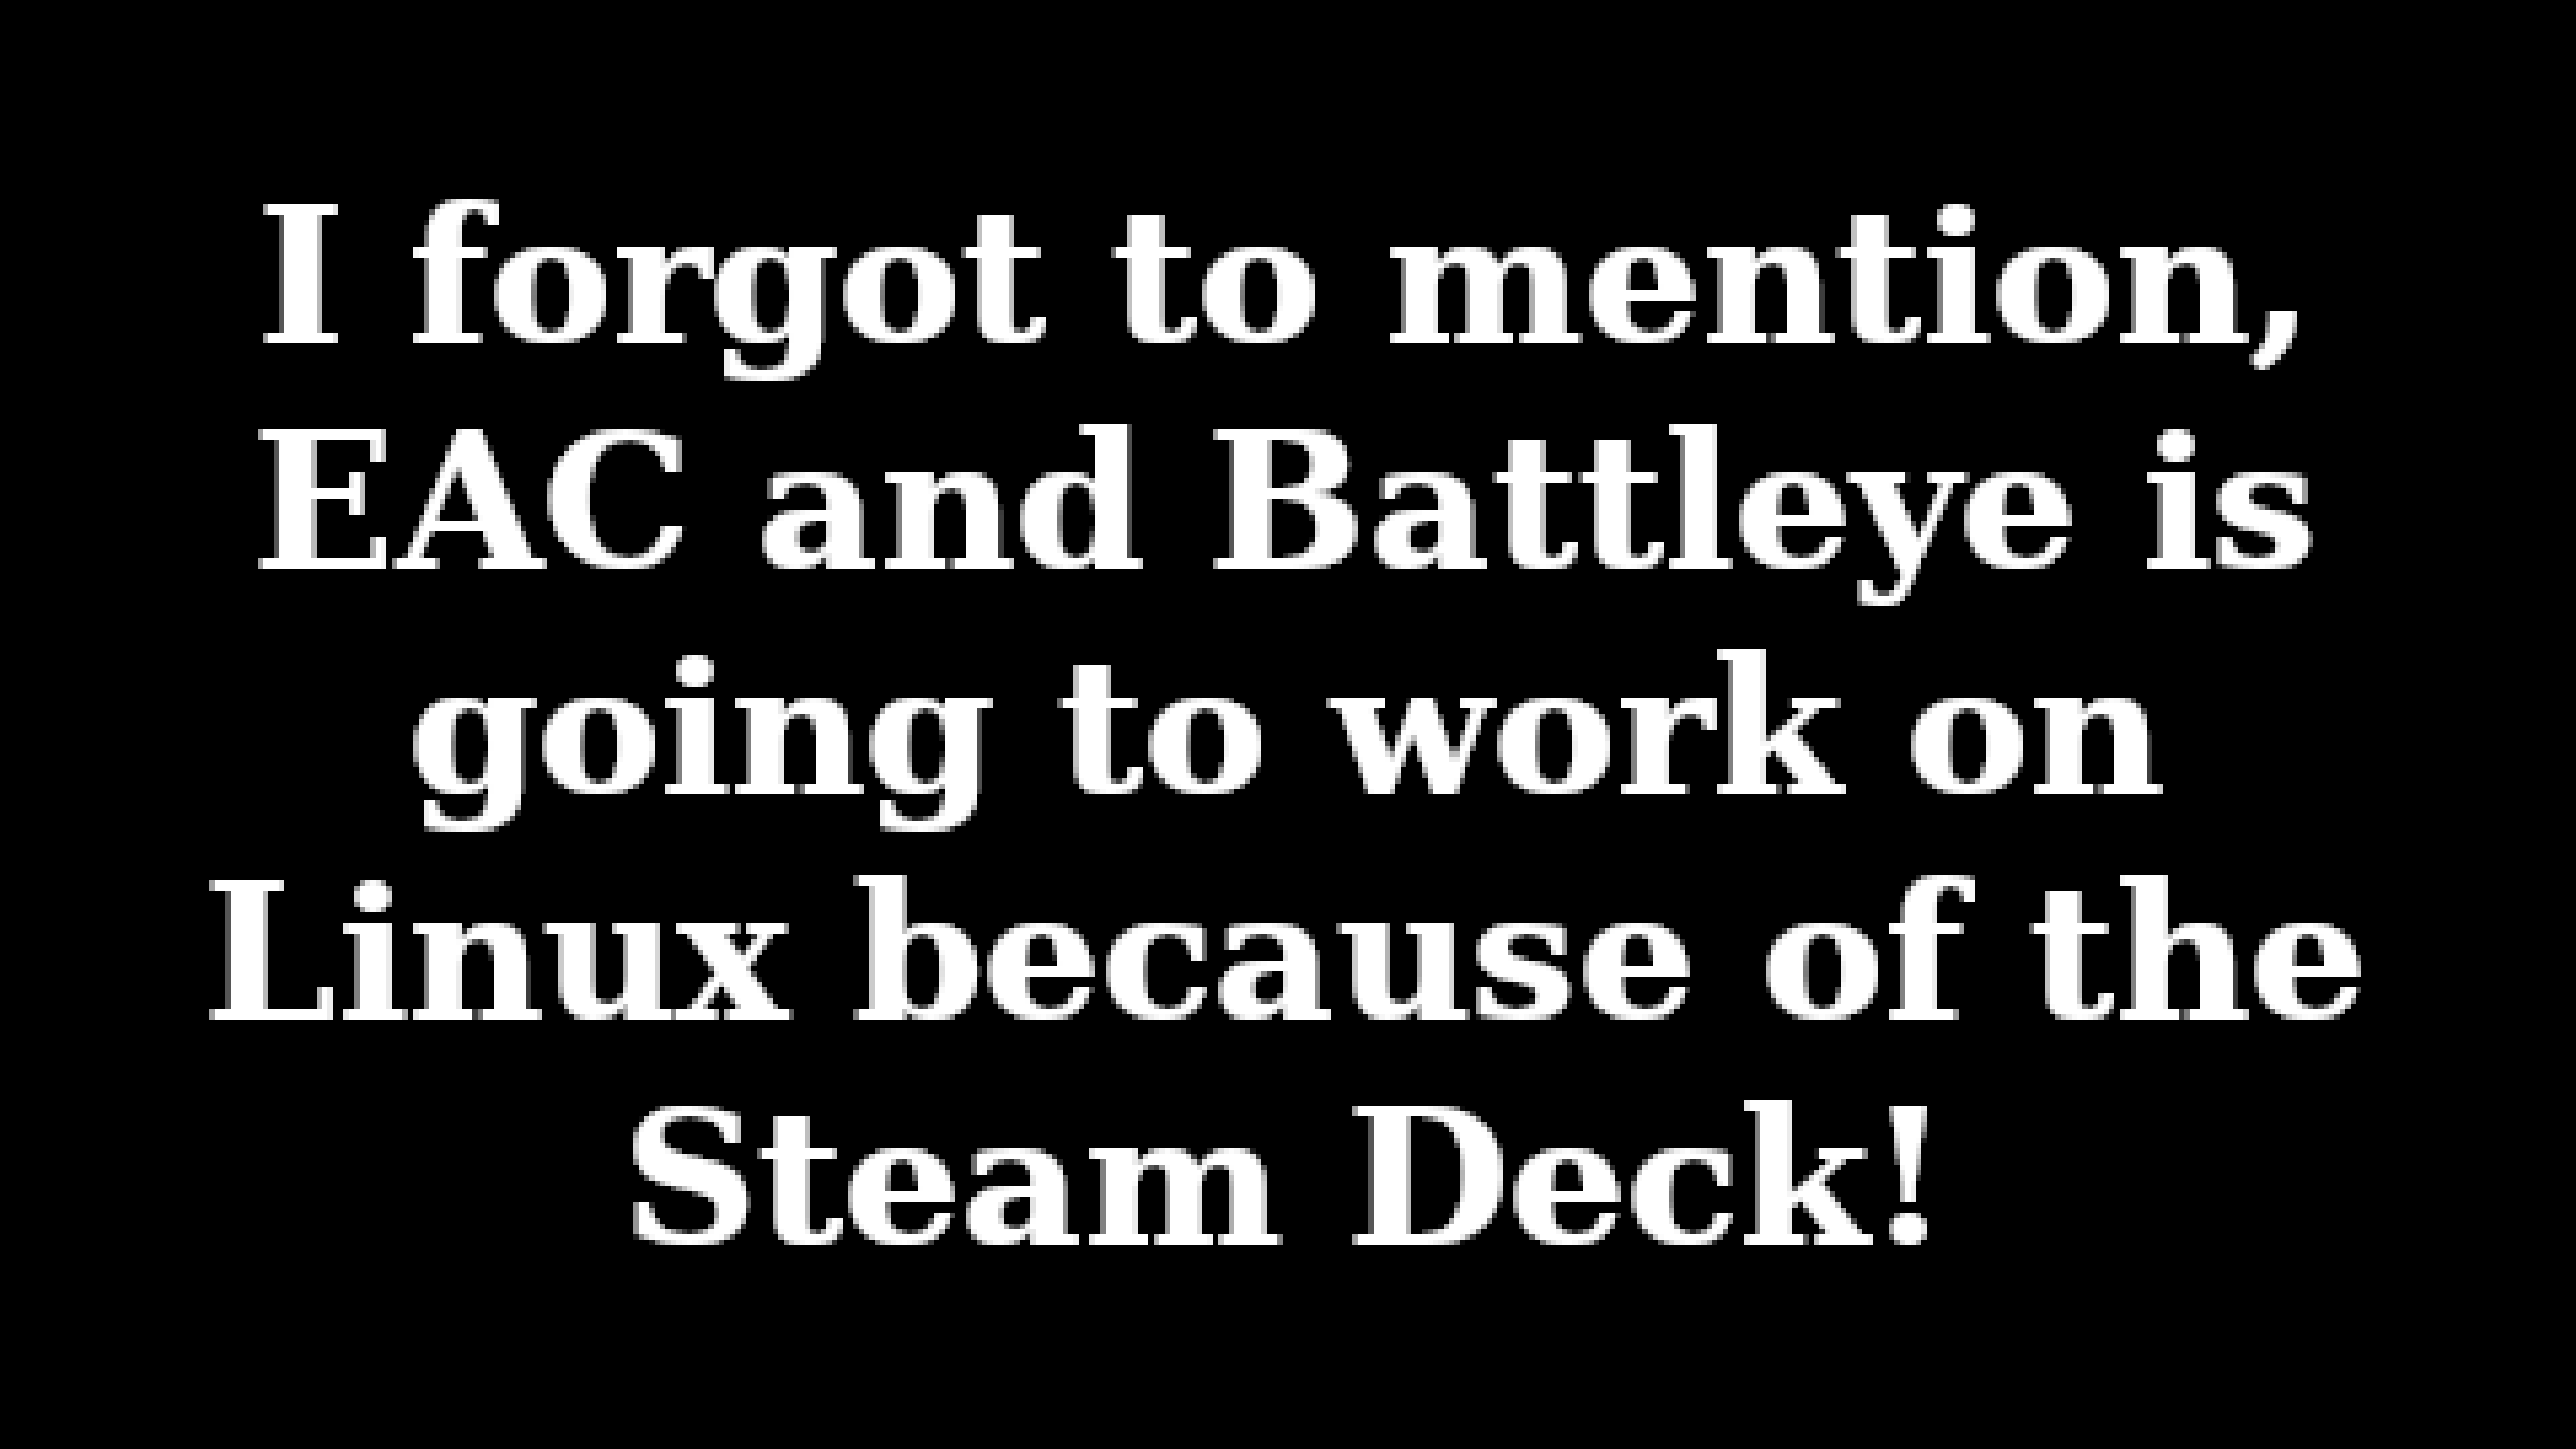 I forgot to mention,
EAC and Battleye is
going to work on
Linux because of the
Steam Deck!